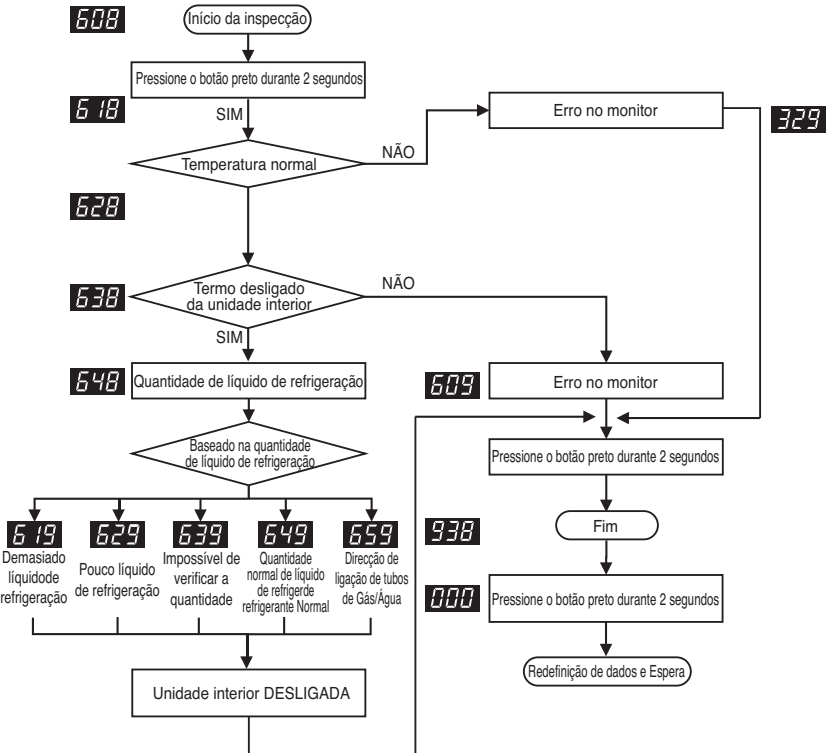 608
Início da inspecção
Pressione o botão preto durante 2 segundos
618
SIM
Erro no monitor
329
Temperatura normal
NÃO
628
638
Termo desligado
da unidade interior
NÃO
SIM
648
Quantidade de líquido de refrigeração
609
Erro no monitor
Baseado na quantidade
de líquido de refrigeração
Pressione o botão preto durante 2 segundos
619
Demasiado
líquidode
refrigeração
629
Pouco líquido
de refrigeração
639
Impossível de
verificar a
quantidade
649
Quantidade
normal de líquido
de refrigerde
refrigerante Normal
659
Direcção de
ligação de tubos
de Gás/Água
938
Fim
000
Pressione o botão preto durante 2 segundos
Unidade interior DESLIGADA
Redefinição de dados e Espera